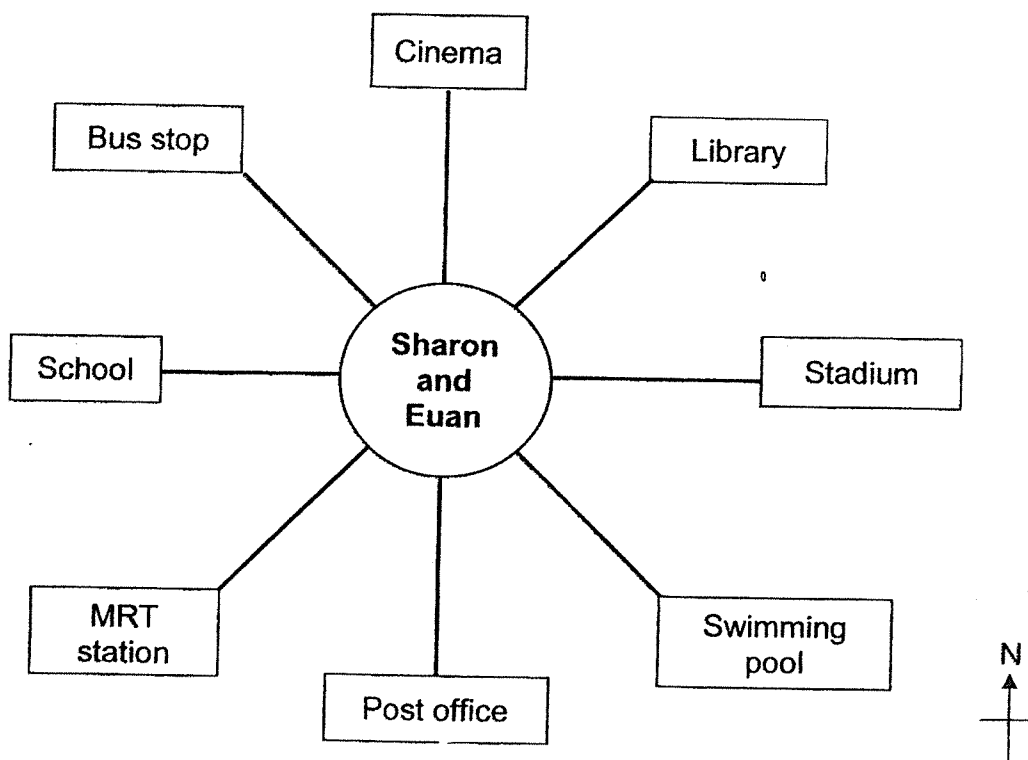 Cinema
Bus stop
Library
Sharon
and
Euan
School
Stadium
MRT
station
Swimming
pool
Post office
N